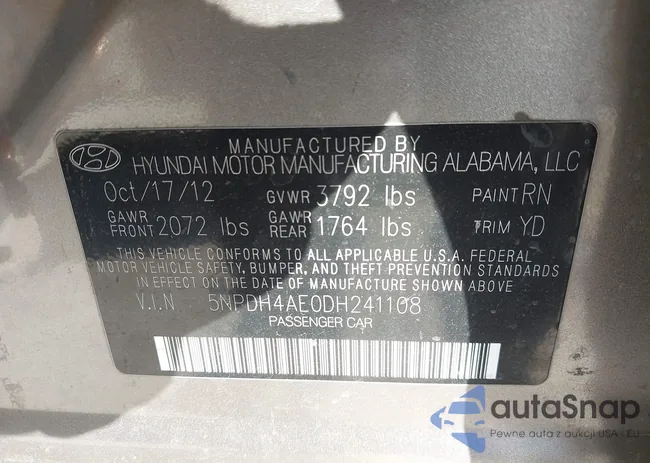 MANUFACTURED BY
HYUNDAI MOTOR MANUFACTURING ALABAMA, LLC
Oct/17/12 GVWR 3792 lbs PAINT RN
GAWR FRONT 2072 lbs GAWR REAR 1764 lbs TRIM YD
THIS VEHICLE CONFORMS TO ALL APPLICABLE U.S.A. FEDERAL
MOTOR VEHICLE SAFETY, BUMPER, AND THEFT PREVENTION STANDARDS
IN EFFECT ON THE DATE OF MANUFACTURE SHOWN ABOVE
V.I.N 5NPDH4AE0DH241108
PASSENGER CAR
autaSnap
Pewne auta z aukcji USA - EU